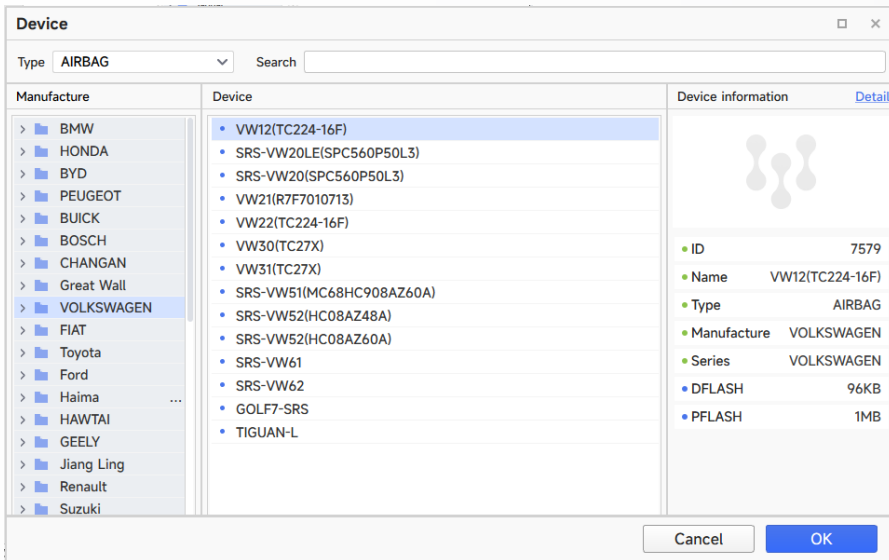 Device
Type AIRBAG Search
Manufacture
BMW
HONDA
BYD
PEUGEOT
BUICK
BOSCH
CHANGAN
Great Wall
VOLKSWAGEN
FIAT
Toyota
Ford
Haima ...
HAWTAI
GEELY
Jiang Ling
Renault
Suzuki
Device
VW12(TC224-16F)
SRS-VW20LE(SPC560P50L3)
SRS-VW20(SPC560P50L3)
VW21(R7F7010713)
VW22(TC224-16F)
VW30(TC27X)
VW31(TC27X)
SRS-VW51(MC68HC908AZ60A)
SRS-VW52(HC08AZ48A)
SRS-VW52(HC08AZ60A)
SRS-VW61
SRS-VW62
GOLF7-SRS
TIGUAN-L
Device information Detail
ID 7579
Name VW12(TC224-16F)
Type AIRBAG
Manufacture VOLKSWAGEN
Series VOLKSWAGEN
DFLASH 96KB
PFLASH 1MB
Cancel OK